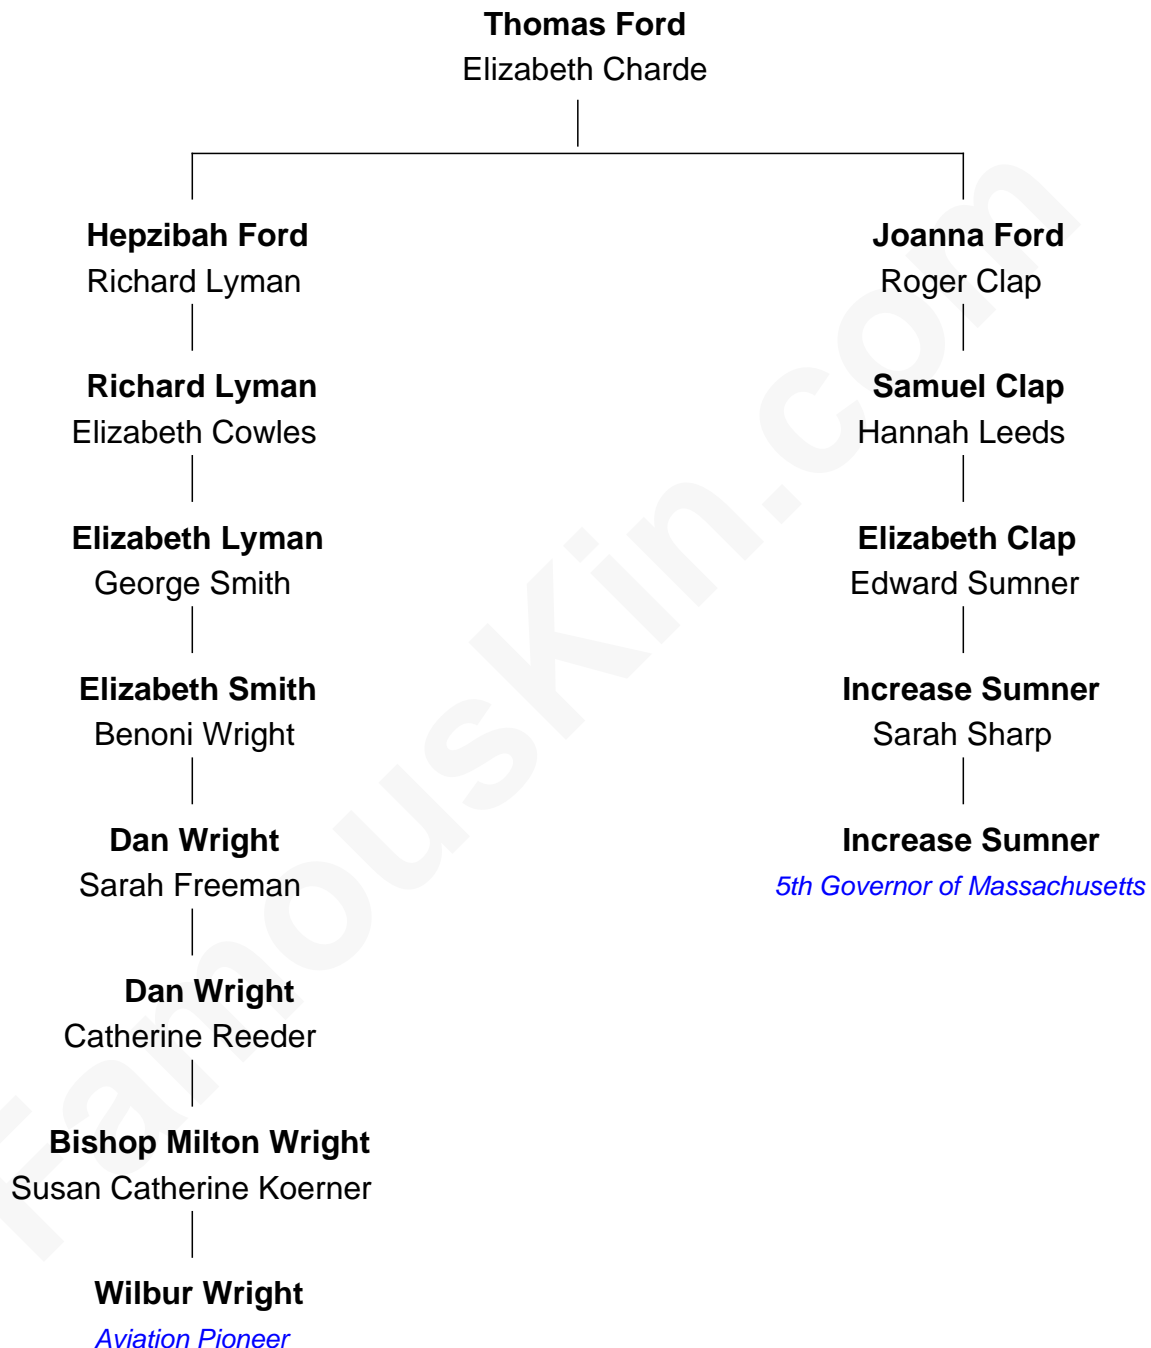 Thomas Ford
Elizabeth Charde
Hepzibah Ford
Richard Lyman
Joanna Ford
Roger Clap
Richard Lyman
Elizabeth Cowles
Samuel Clap
Hannah Leeds
Elizabeth Lyman
George Smith
Elizabeth Clap
Edward Sumner
Elizabeth Smith
Benoni Wright
Increase Sumner
Sarah Sharp
Dan Wright
Sarah Freeman
Increase Sumner
5th Governor of Massachusetts
Dan Wright
Catherine Reeder
Bishop Milton Wright
Susan Catherine Koerner
Wilbur Wright
Aviation Pioneer
FamousKin.com